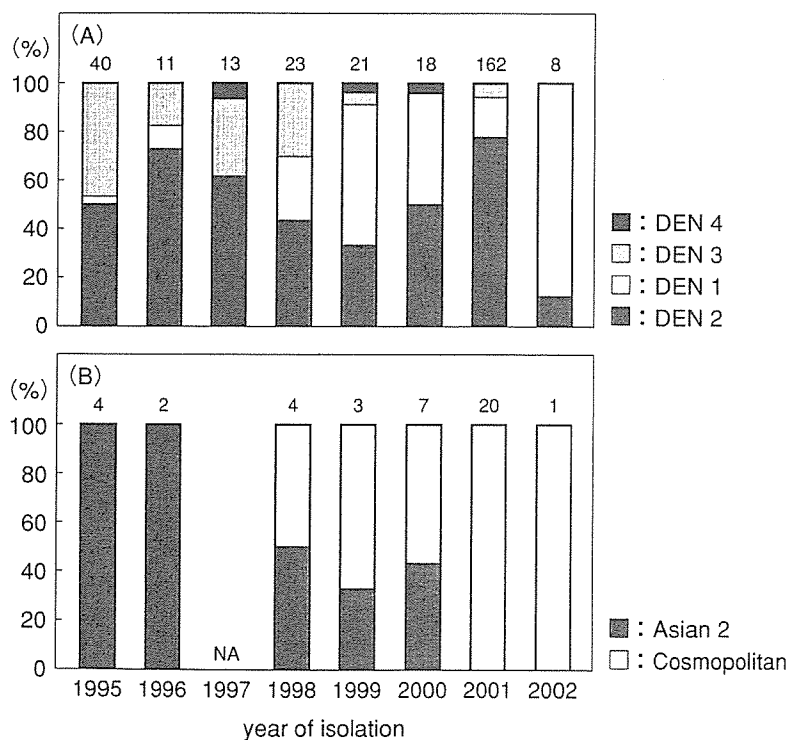 (A)
(%)
40 11 13 23 21 18 162 8
100
80
60
40
20
0
: DEN 4
: DEN 3
: DEN 1
: DEN 2
(B)
(%)
4 2 4 3 7 20 1
100
80
60
40
20
0
NA
: Asian 2
: Cosmopolitan
1995 1996 1997 1998 1999 2000 2001 2002
year of isolation